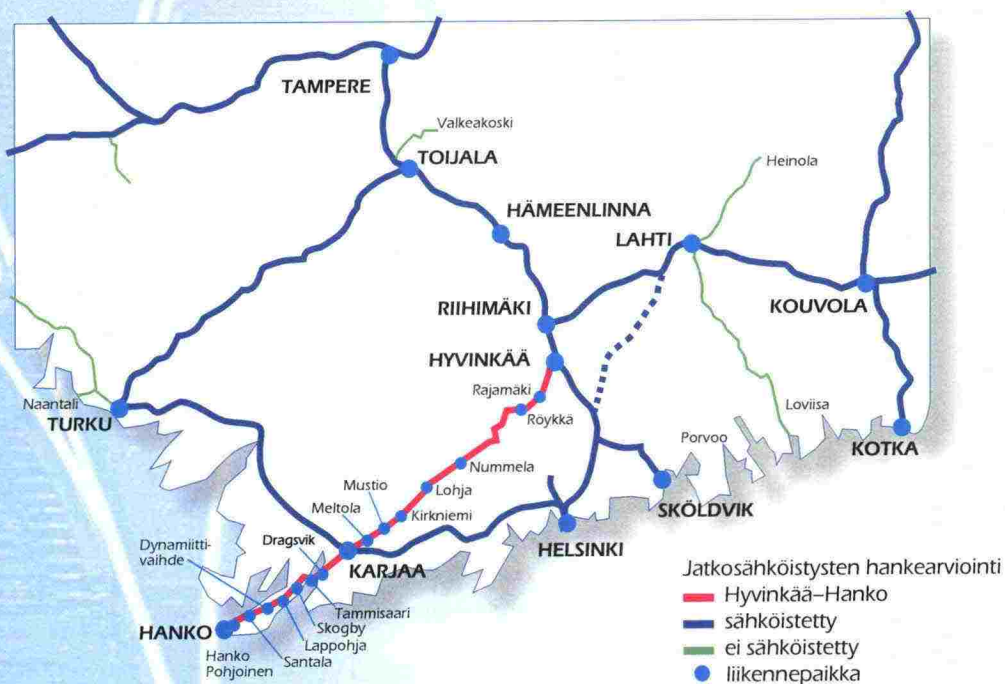 TAMPERE
Valkeakoski
TOIJALA
Heinola
HÄMEENLINNA
LAHTI
KOUVOLA
RIIHIMÄKI
HYVINKÄÄ
Rajamäki
Röykkä
Naantali
TURKU
Loviisa
Porvoo
KOTKA
Nummela
Mustio
Lohja
SKÖLDVIK
Meltola
Kirkniemi
HELSINKI
Dragsvik
Dynamiitti-
vaihde
KARJAA
Tammisaari
Skogby
HANKO
Lappohja
Hanko
Pohjoinen
Santala
Jatkosähköistysten hankearviointi
Hyvinkää–Hanko
sähköistetty
ei sähköistetty
liikennepaikka